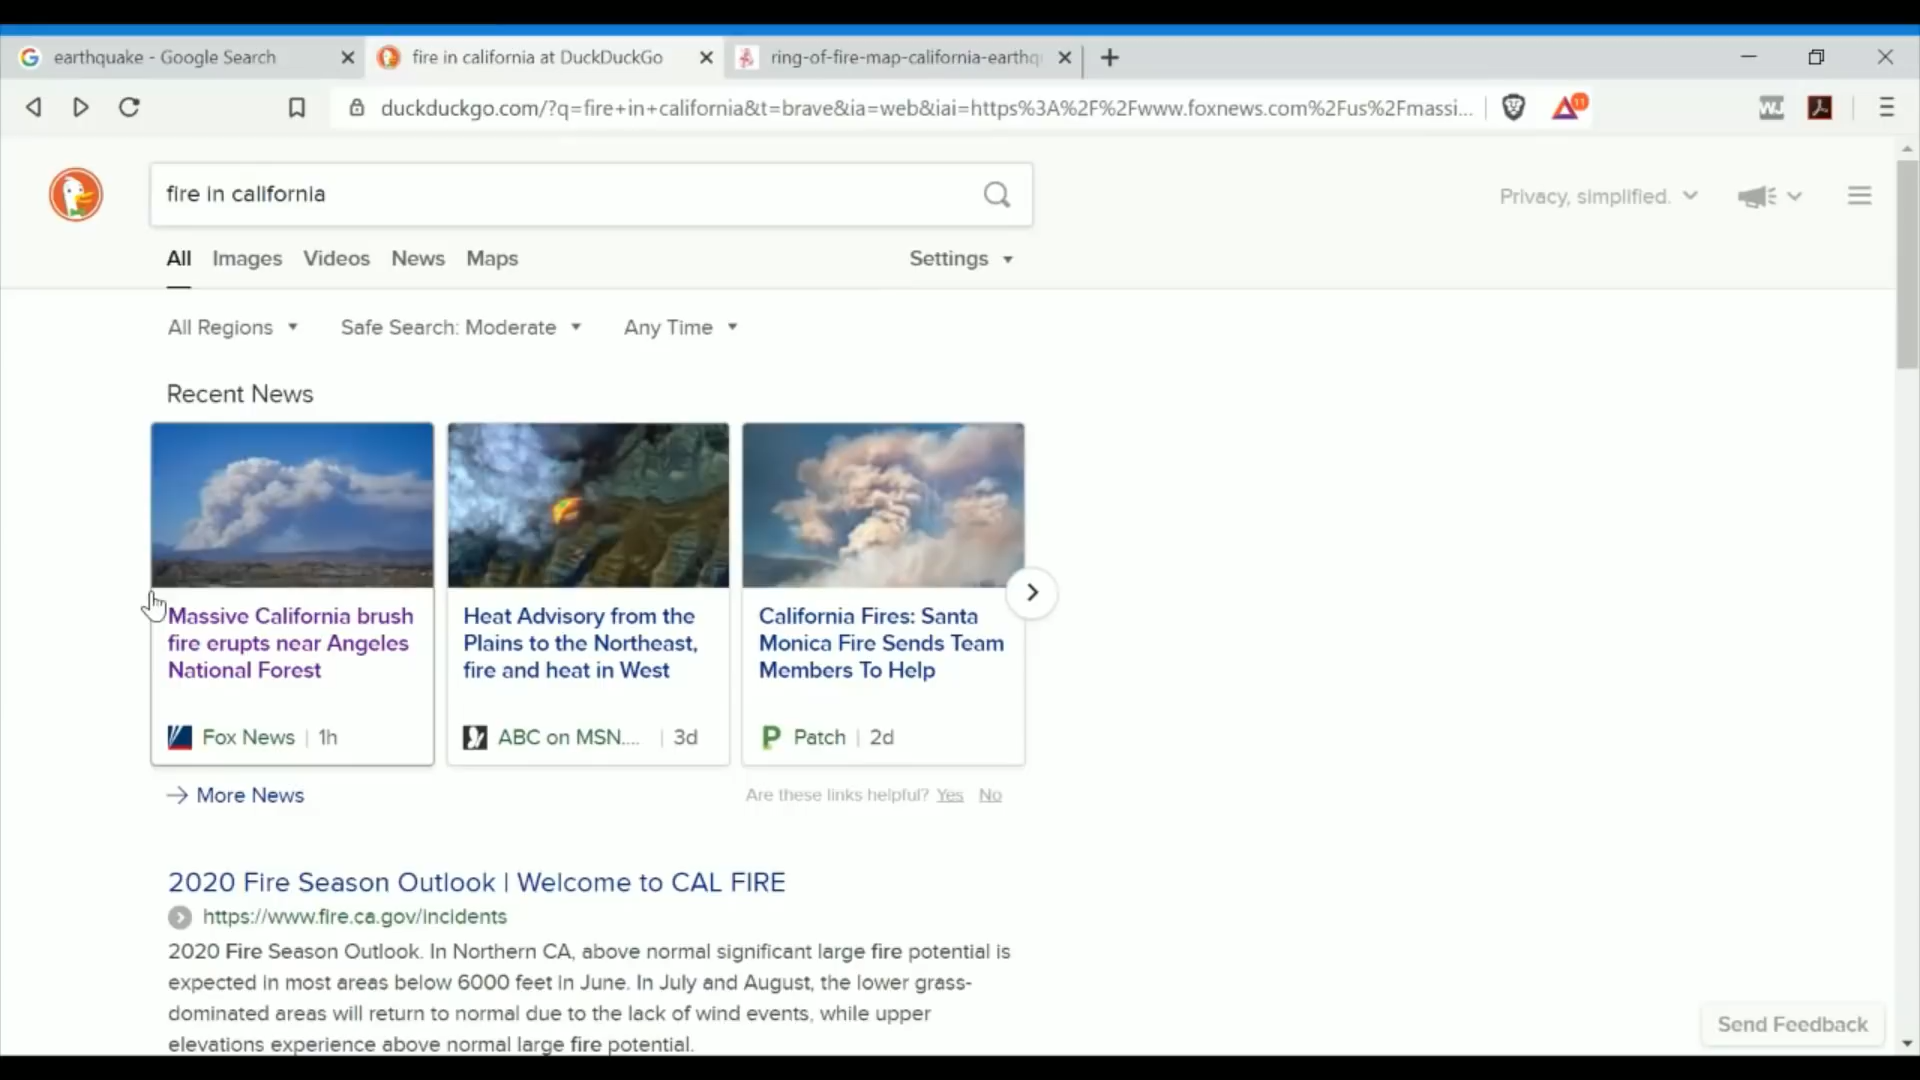 earthquake - Google Search
fire in california at DuckDuckGo
ring-of-fire-map-california-earthq
duckduckgo.com/?q=fire+in+california&t=brave&ia=web&iai=https%3A%2F%2Fwww.foxnews.com%2Fus%2Fmassi...
11
WJ
fire in california
Privacy, simplified.
All Images Videos News Maps
Settings
All Regions
Safe Search: Moderate
Any Time
Recent News
Massive California brush
fire erupts near Angeles
National Forest
Fox News | 1h
Heat Advisory from the
Plains to the Northeast,
fire and heat in West
ABC on MSN.... | 3d
California Fires: Santa
Monica Fire Sends Team
Members To Help
Patch | 2d
More News
Are these links helpful? Yes No
2020 Fire Season Outlook | Welcome to CAL FIRE
https://www.fire.ca.gov/incidents
2020 Fire Season Outlook. In Northern CA, above normal significant large fire potential is
expected in most areas below 6000 feet in June. In July and August, the lower grass-
dominated areas will return to normal due to the lack of wind events, while upper
elevations experience above normal large fire potential.
Send Feedback